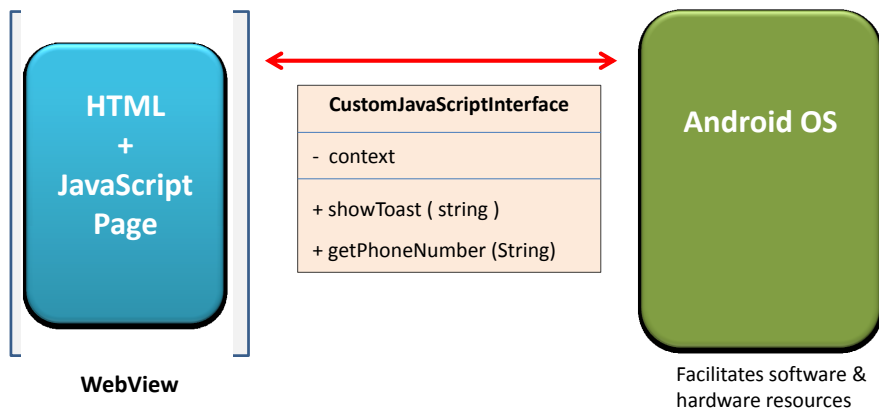 HTML
+
JavaScript
Page
WebView
CustomJavaScriptInterface
- context
+ showToast ( string )
+ getPhoneNumber (String)
Android OS
Facilitates software &
hardware resources